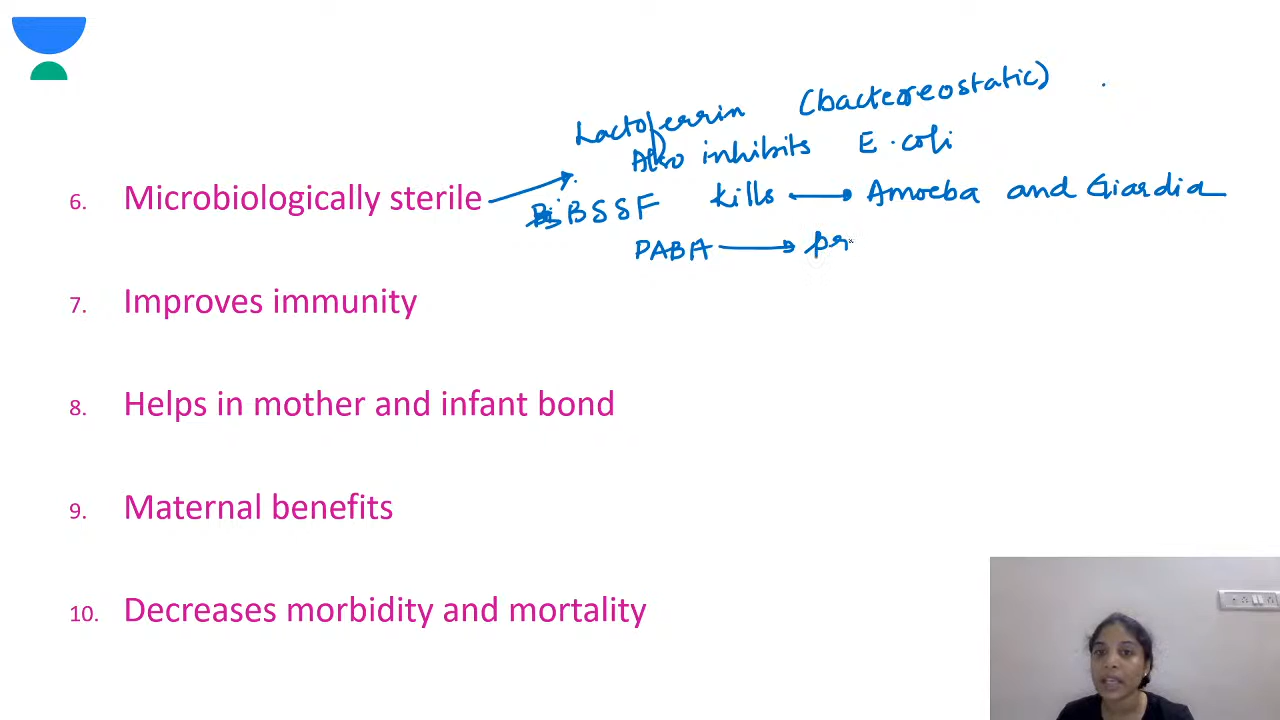 Lactoferrin (bactereostatic) .
Also inhibits E.coli
6. Microbiologically sterile
BSSF kills → Amoeba and Giardia
PABA → pr
7. Improves immunity
8. Helps in mother and infant bond
9. Maternal benefits
10. Decreases morbidity and mortality